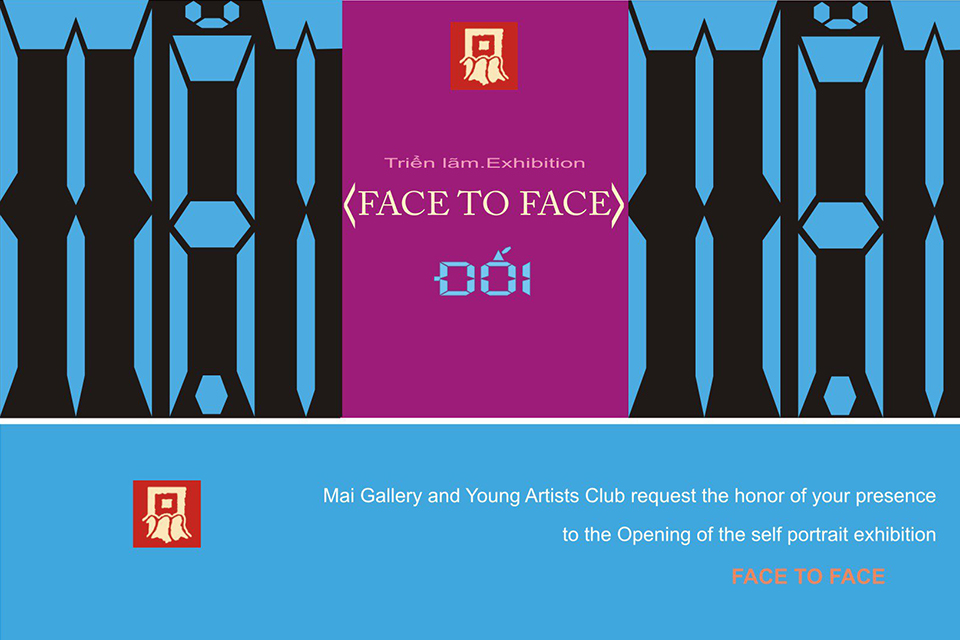 Triển lãm.Exhibition
⟨FACE TO FACE⟩
ĐỐI
Mai Gallery and Young Artists Club request the honor of your presence
to the Opening of the self portrait exhibition
FACE TO FACE